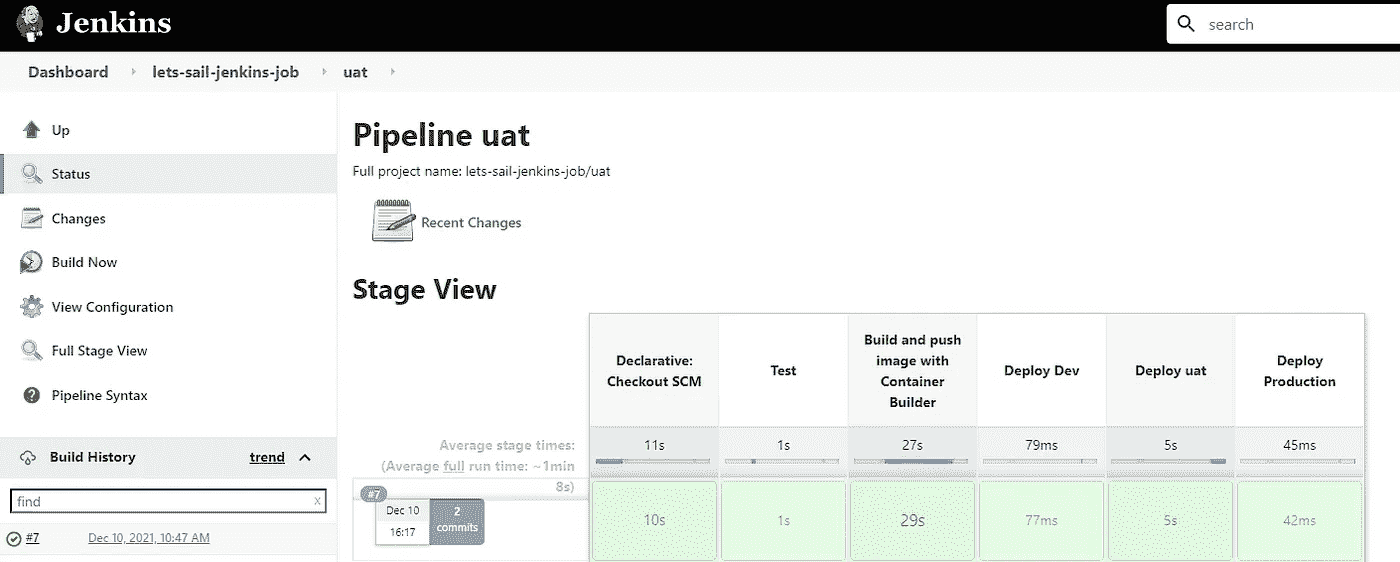 Jenkins
search
Dashboard
lets-sail-jenkins-job
uat
Up
Status
Changes
Build Now
View Configuration
Full Stage View
Pipeline Syntax
Build History
trend
find
x
#7
Dec 10, 2021, 10:47 AM
Pipeline uat
Full project name: lets-sail-jenkins-job/uat
Recent Changes
Stage View
Declarative:
Checkout SCM
Test
Build and push
image with
Container
Builder
Deploy Dev
Deploy uat
Deploy
Production
Average stage times:
(Average full run time: ~1min
8s)
11s
1s
27s
79ms
5s
45ms
#7
Dec 10
16:17
2
commits
10s
1s
29s
77ms
5s
42ms